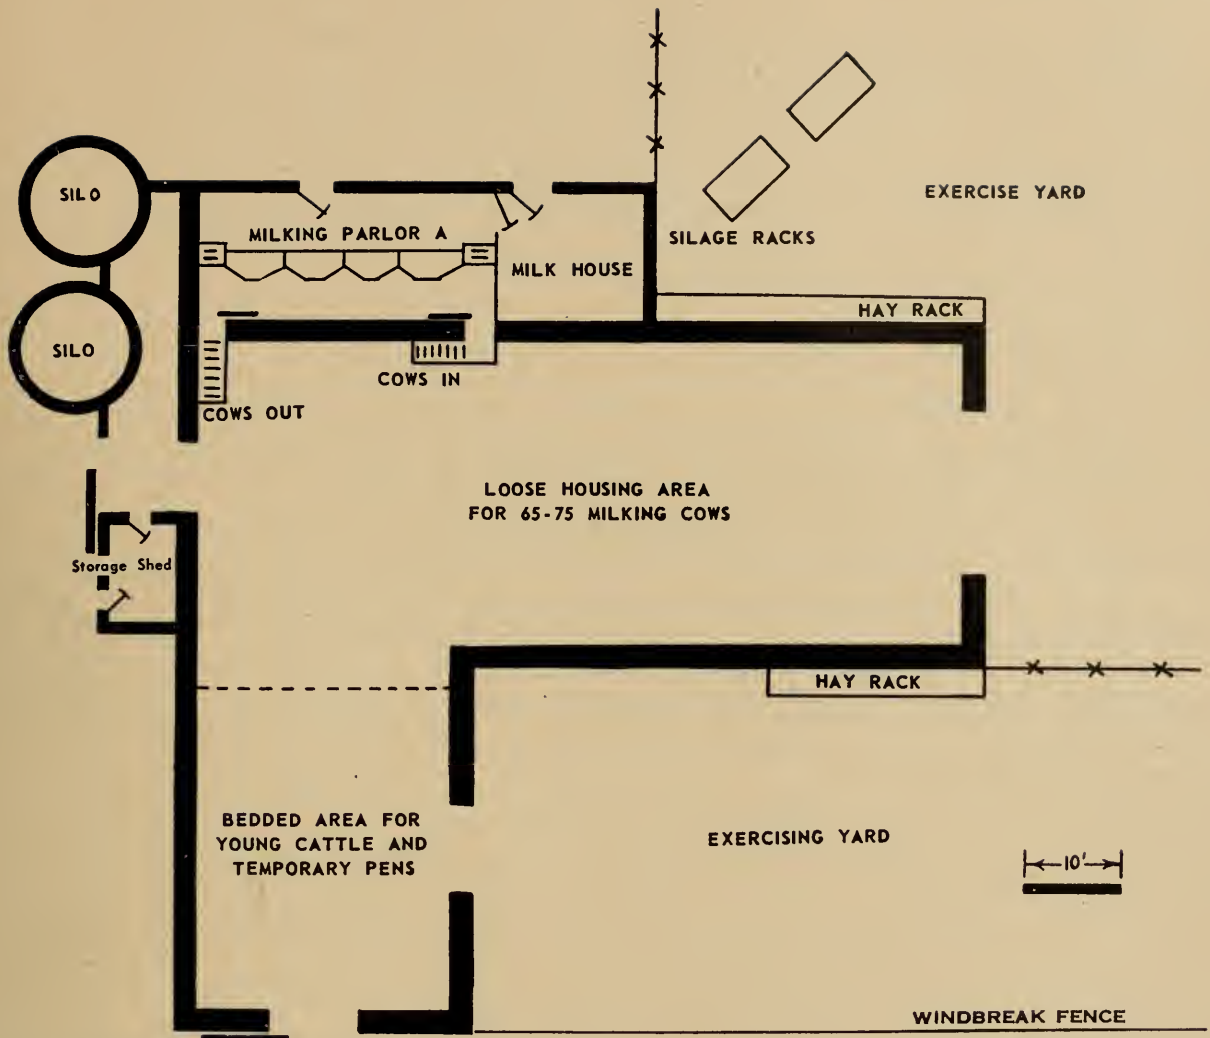 SILO
EXERCISE YARD
MILKING PARLOR A
SILAGE RACKS
MILK HOUSE
HAY RACK
SILO
COWS IN
COWS OUT
LOOSE HOUSING AREA
FOR 65-75 MILKING COWS
Storage Shed
HAY RACK
BEDDED AREA FOR
YOUNG CATTLE AND
TEMPORARY PENS
EXERCISING YARD
10'
WINDBREAK FENCE